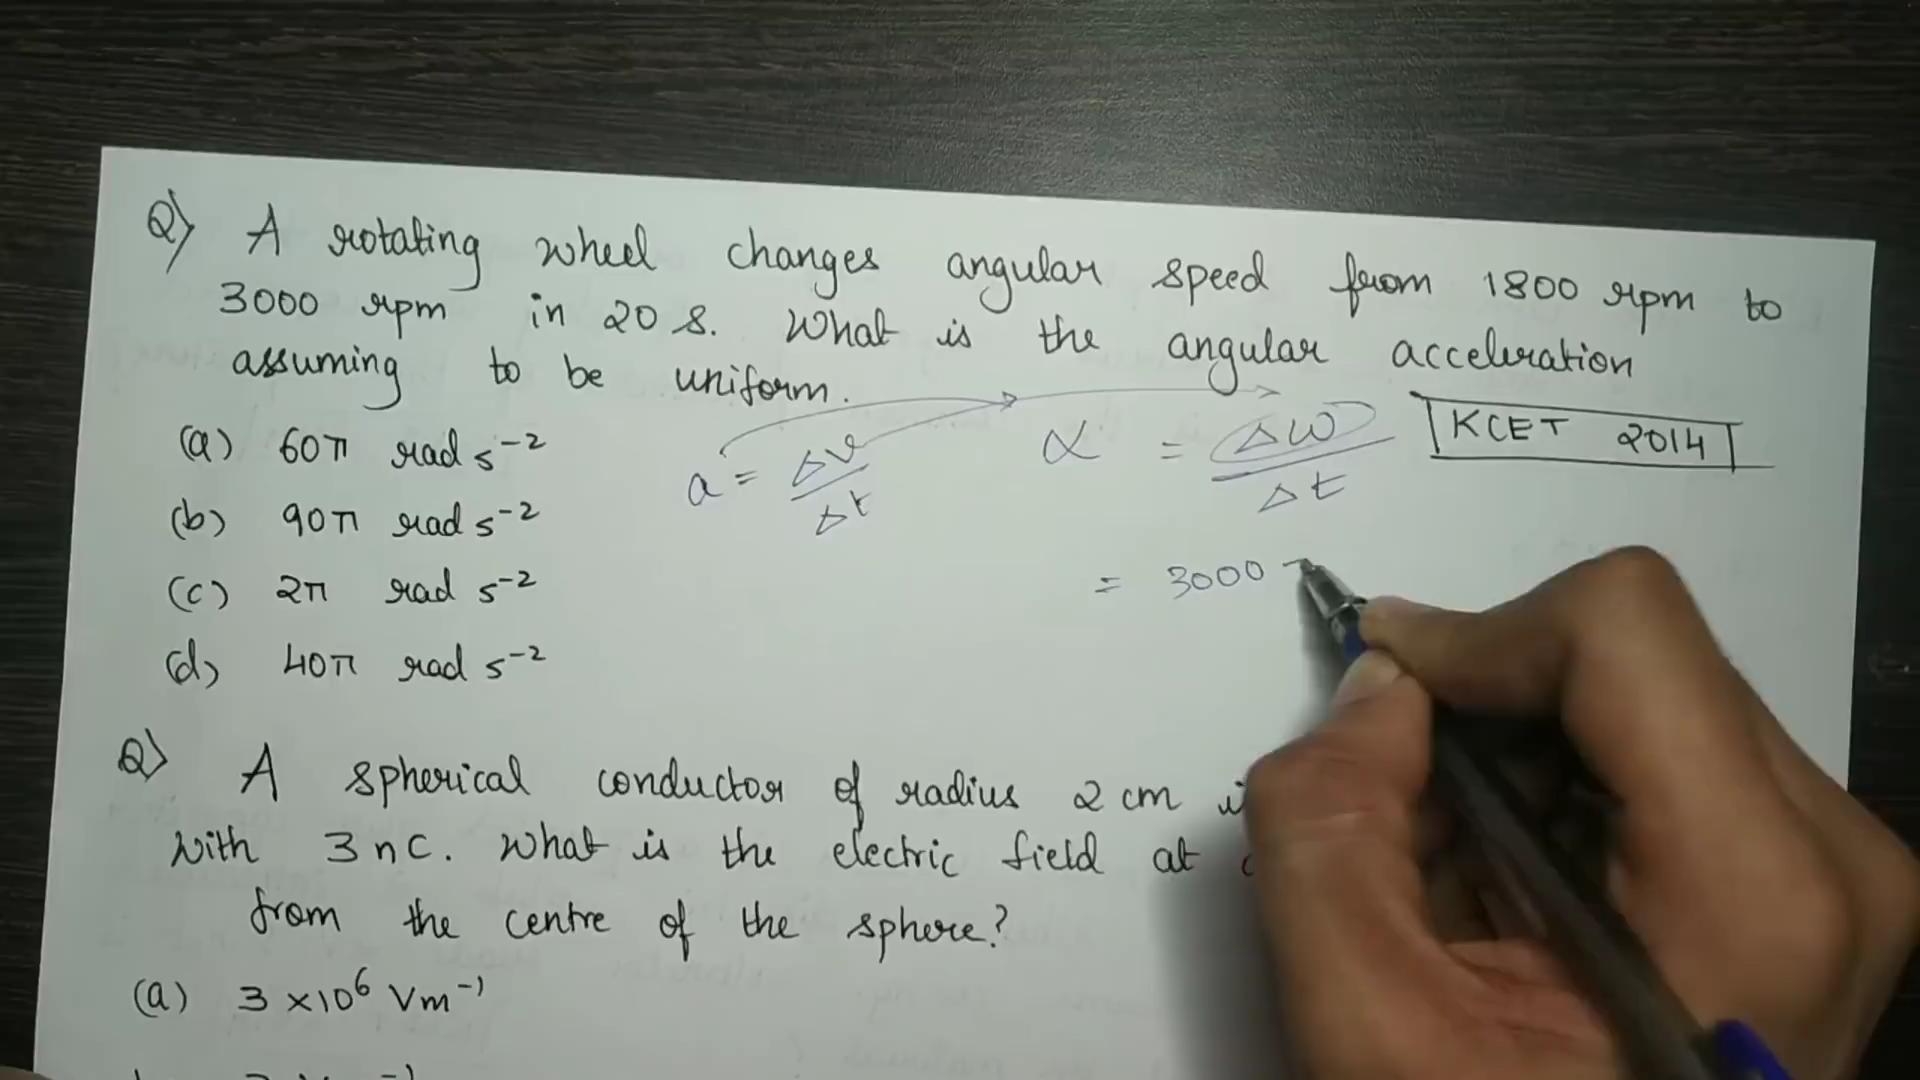 Q) A rotating wheel changes angular speed from 1800 rpm to
3000 rpm in 20 s. What is the angular acceleration
assuming to be uniform.
KCET 2014
(a) 60π rad s⁻²
(b) 90π rad s⁻²
(c) 2π rad s⁻²
(d) 40π rad s⁻²
a = Δv/Δt
α = Δω/Δt
= 3000 -
Q) A spherical conductor of radius 2 cm
with 3 nC. What is the electric field at
from the centre of the sphere?
(a) 3 × 10⁶ Vm⁻¹